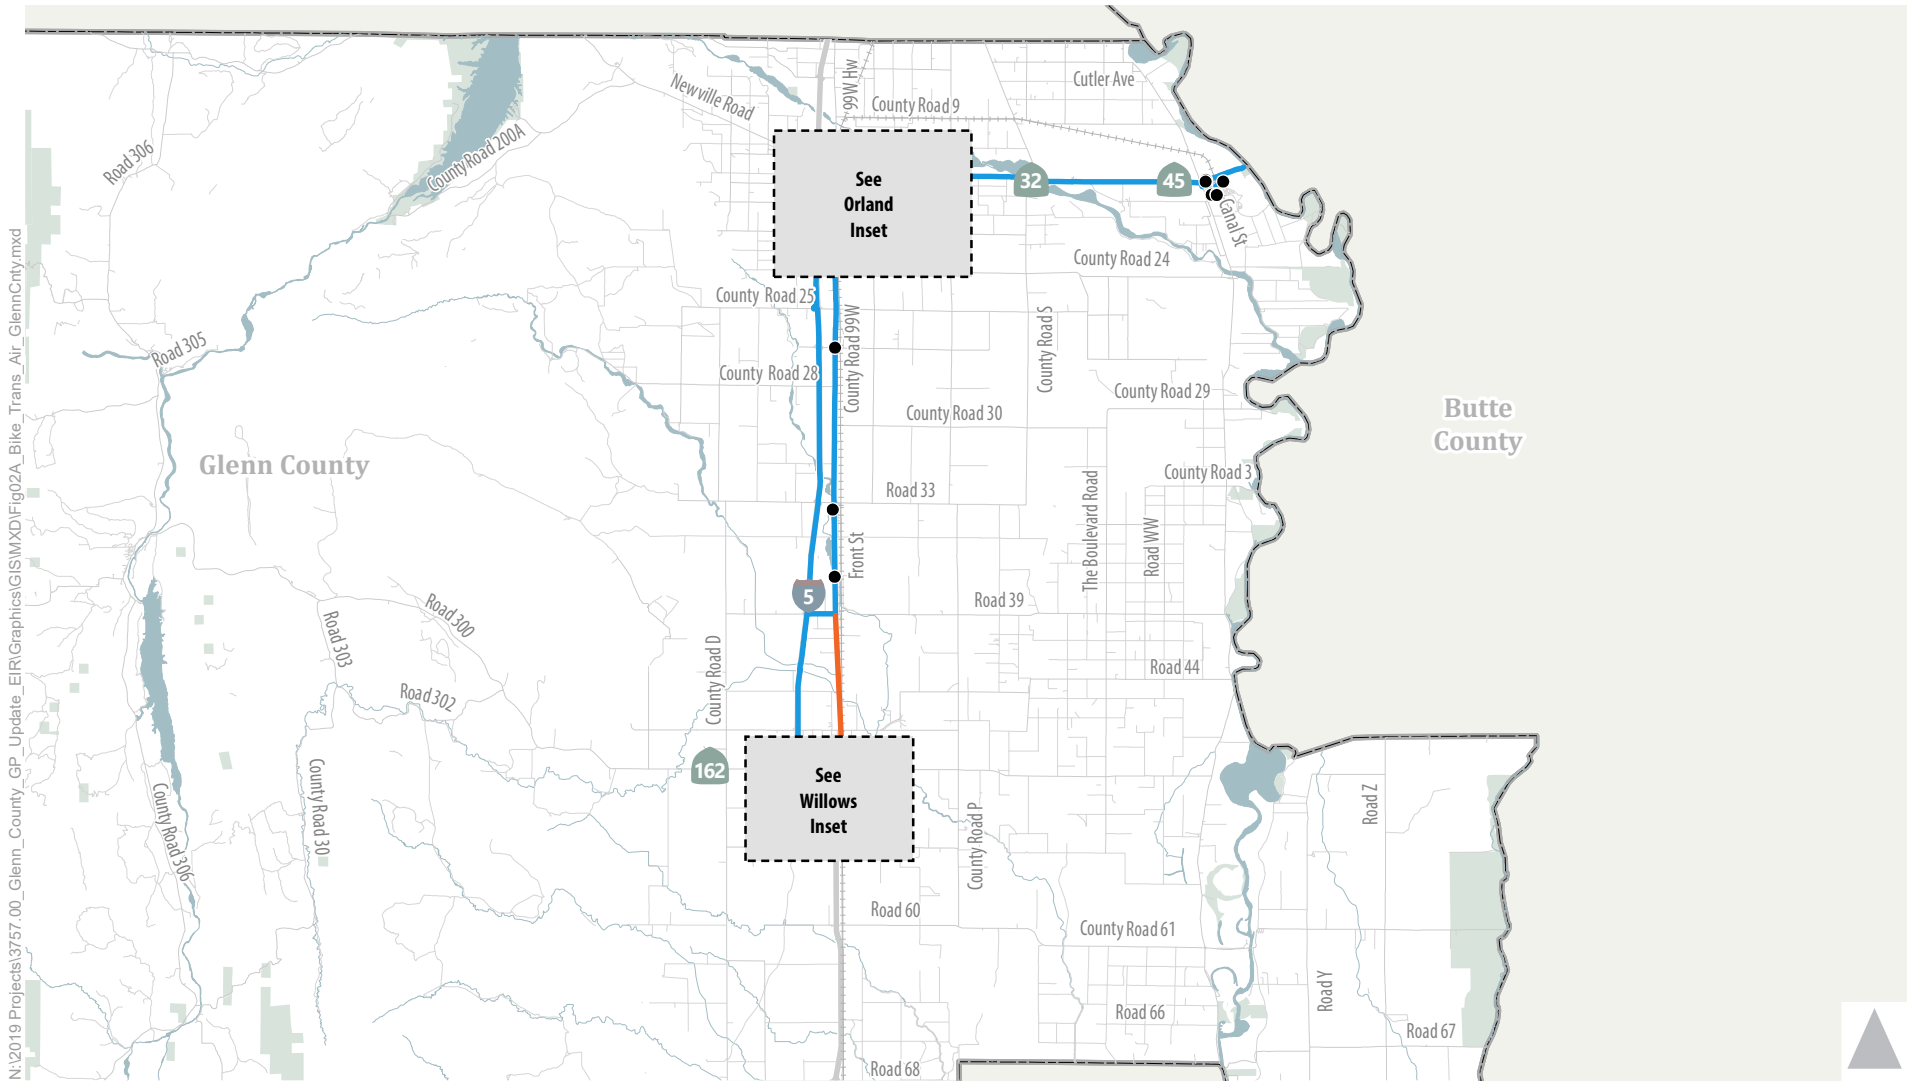 Cutler Ave
99W Hw
Newville Road
County Road 9
Road 306
County Road 200A
See
Orland
Inset
32
45
Canal St
County Road 24
County Road 25
County Road 99W
County Road S
Road 305
County Road 28
County Road 29
County Road 30
Butte
County
Glenn County
County Road 3
Road 33
The Boulevard Road
Road WW
Front St
5
Road 39
Road 300
Road 303
Road 44
County Road D
Road 302
162
See
Willows
Inset
County Road 30
County Road 306
County Road P
Road Z
Road 60
County Road 61
Road Y
Road 66
Road 67
Road 68
N:\2019 Projects\3757.00_Glenn_County_GP_Update_EIR\Graphics\GIS\MXD\Fig02A_Bike_Trans_Air_GlennCnty.mxd